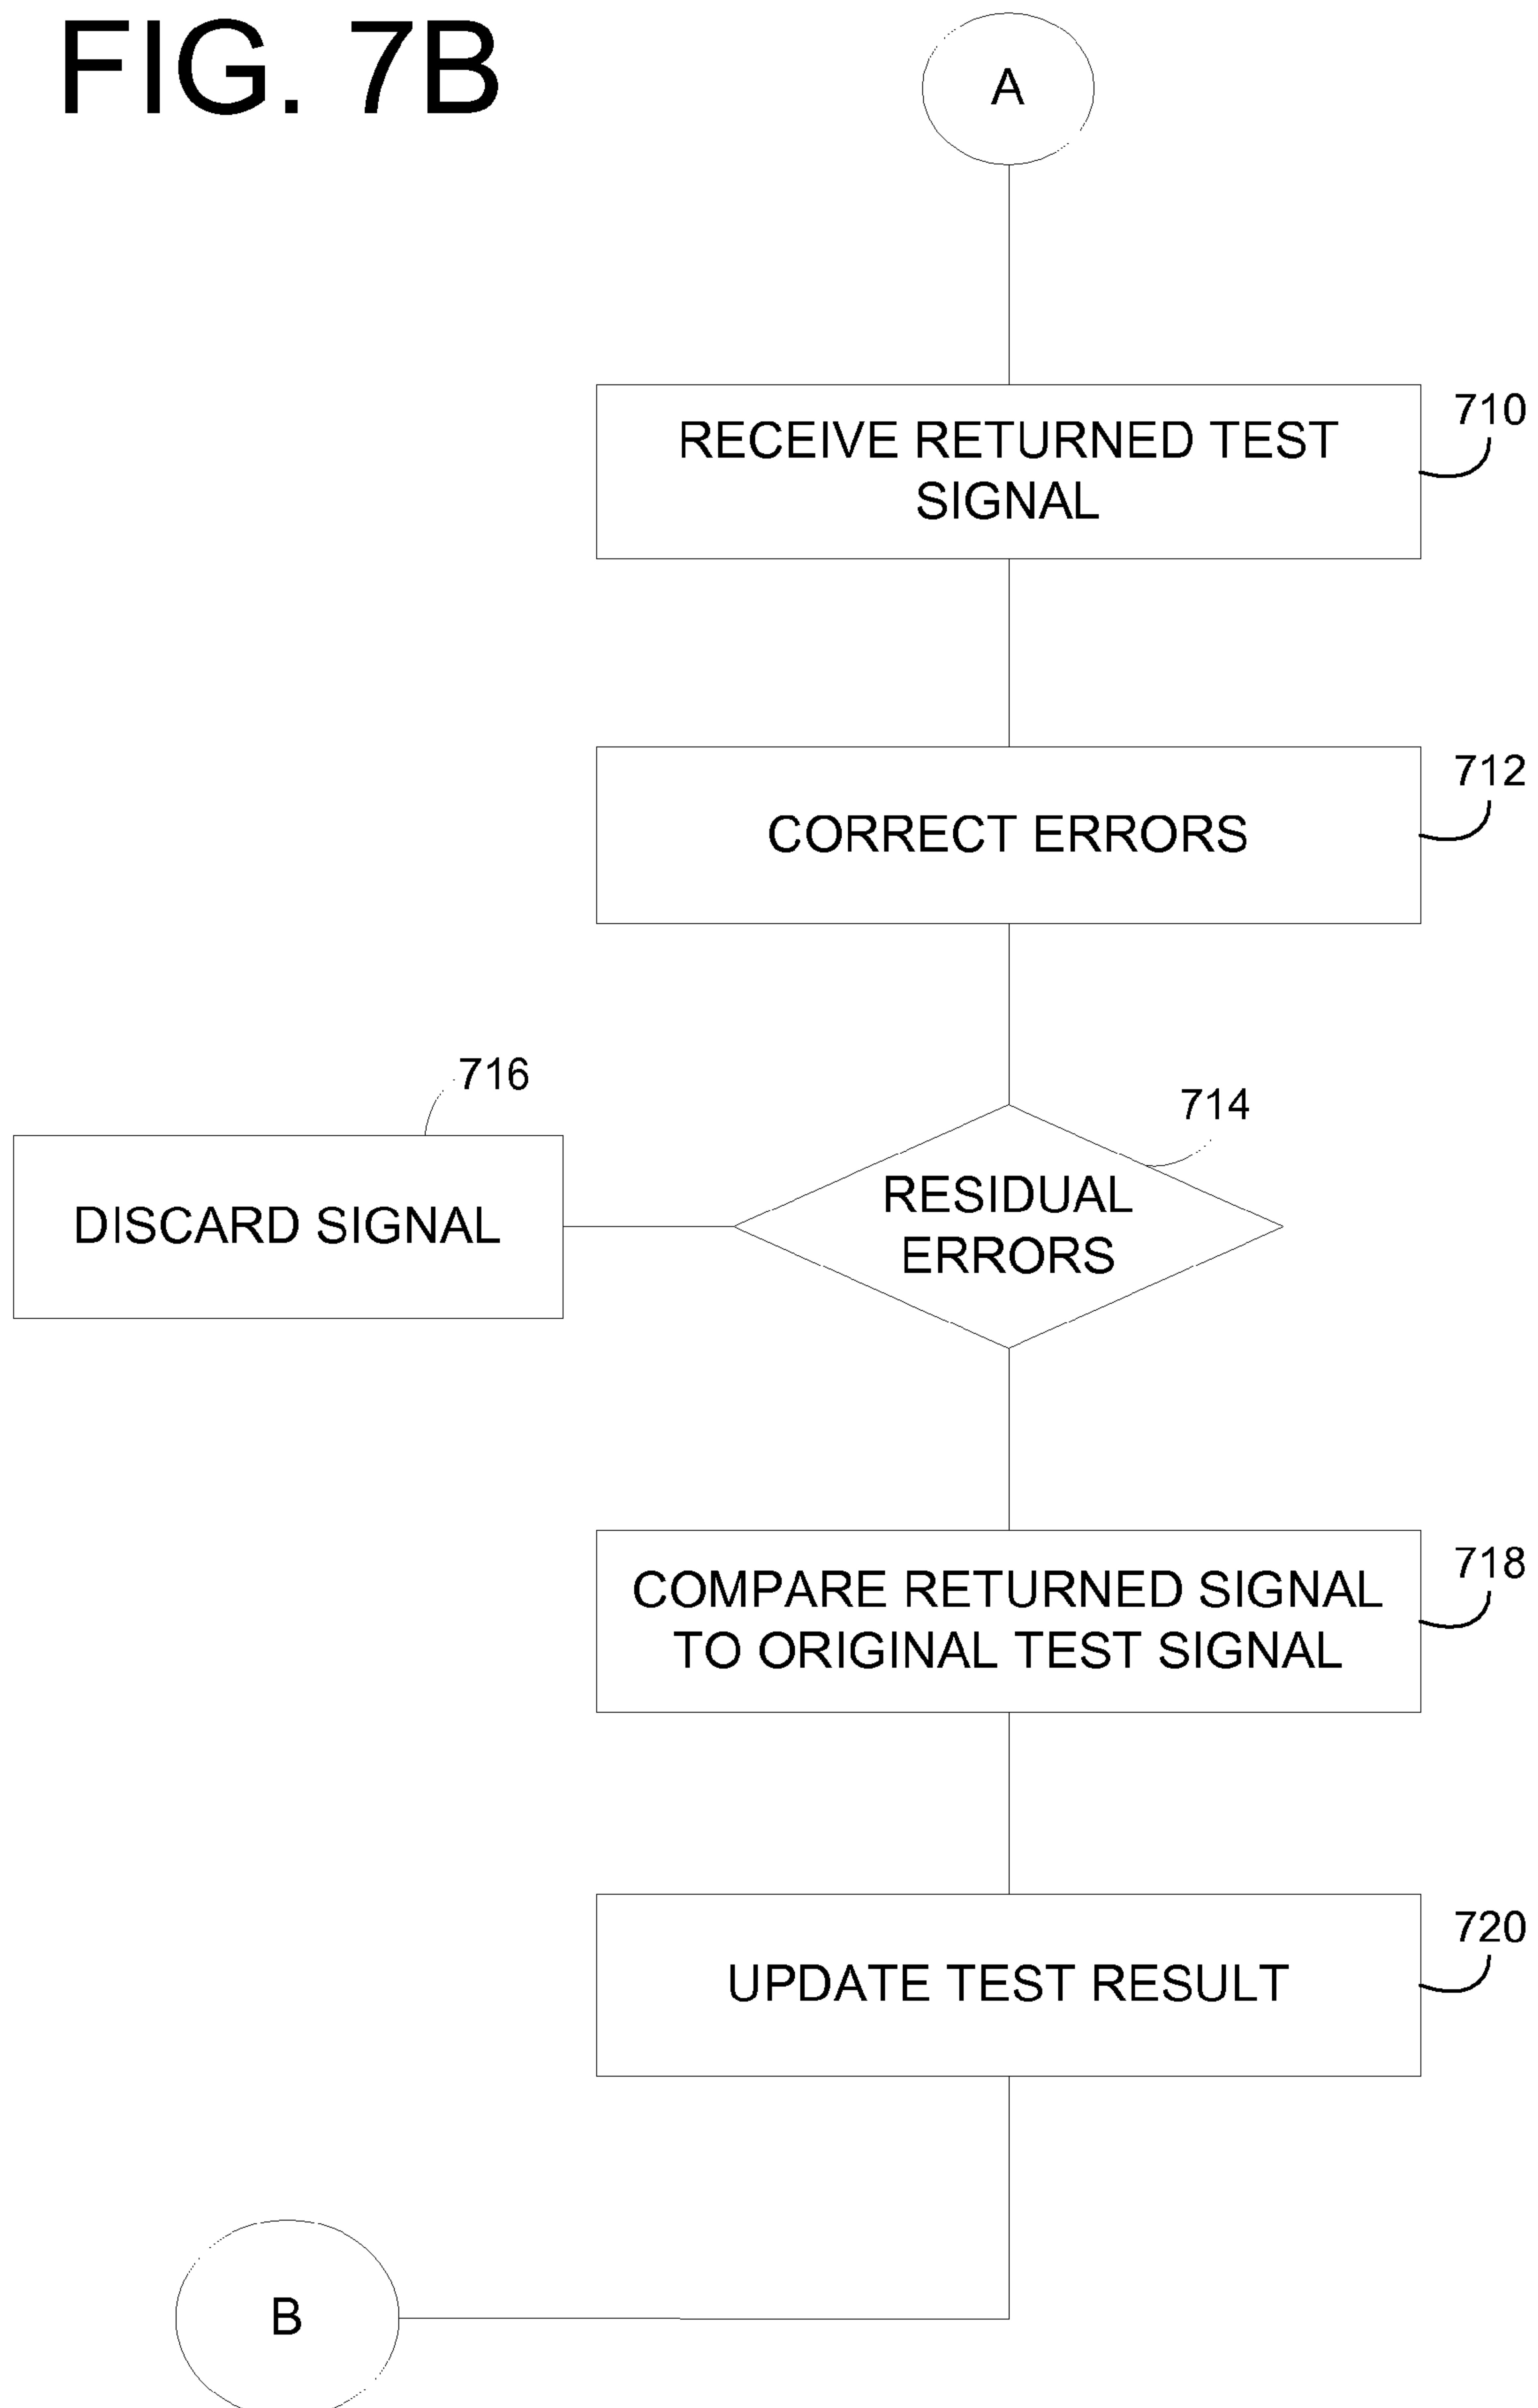 FIG. 7B
A
RECEIVE RETURNED TEST
SIGNAL
710
CORRECT ERRORS
712
716
DISCARD SIGNAL
714
RESIDUAL
ERRORS
COMPARE RETURNED SIGNAL
TO ORIGINAL TEST SIGNAL
718
UPDATE TEST RESULT
720
B